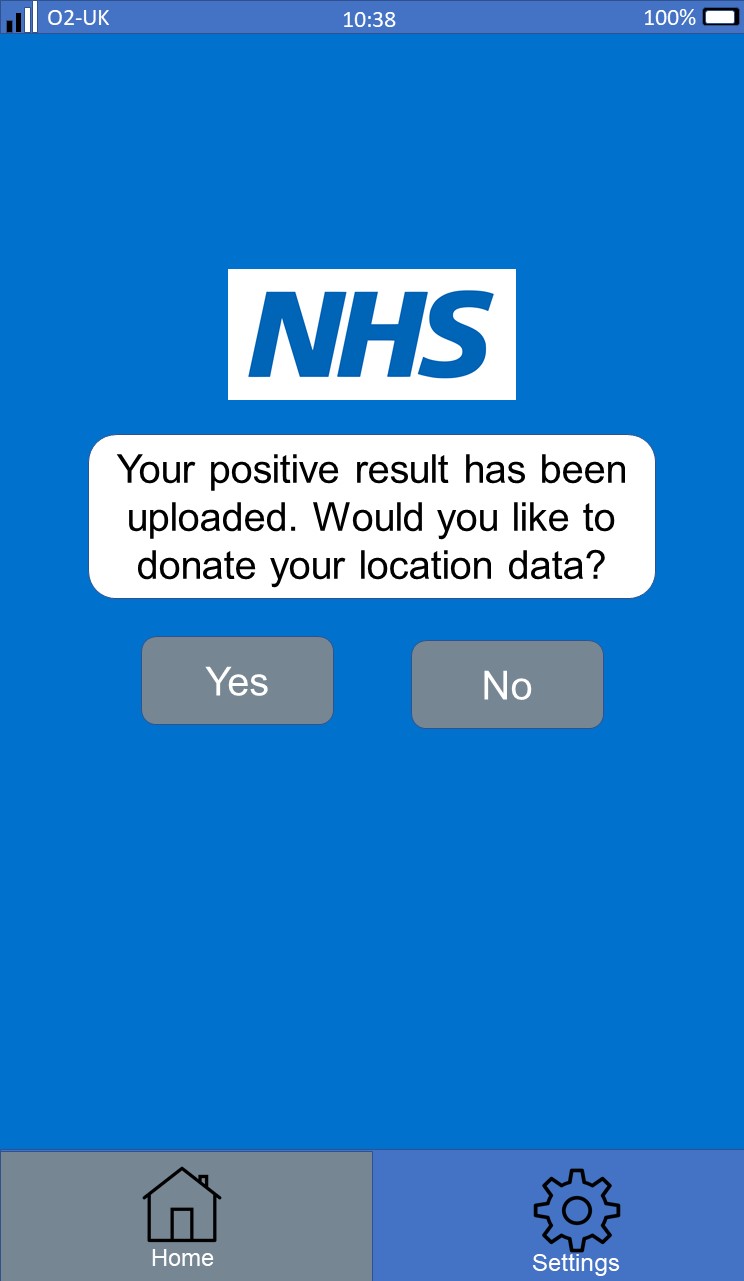 O2-UK 10:38 100%
NHS
Your positive result has been
uploaded. Would you like to
donate your location data?
Yes No
Home Settings